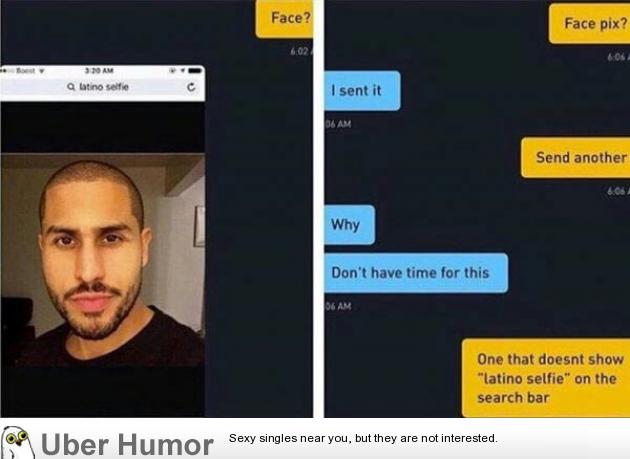 Face?
6:02
Boost
3:20 AM
latino selfie
Face pix?
6:06
I sent it
06 AM
Send another
6:06
Why
Don't have time for this
06 AM
One that doesnt show
"latino selfie" on the
search bar
Uber Humor
Sexy singles near you, but they are not interested.